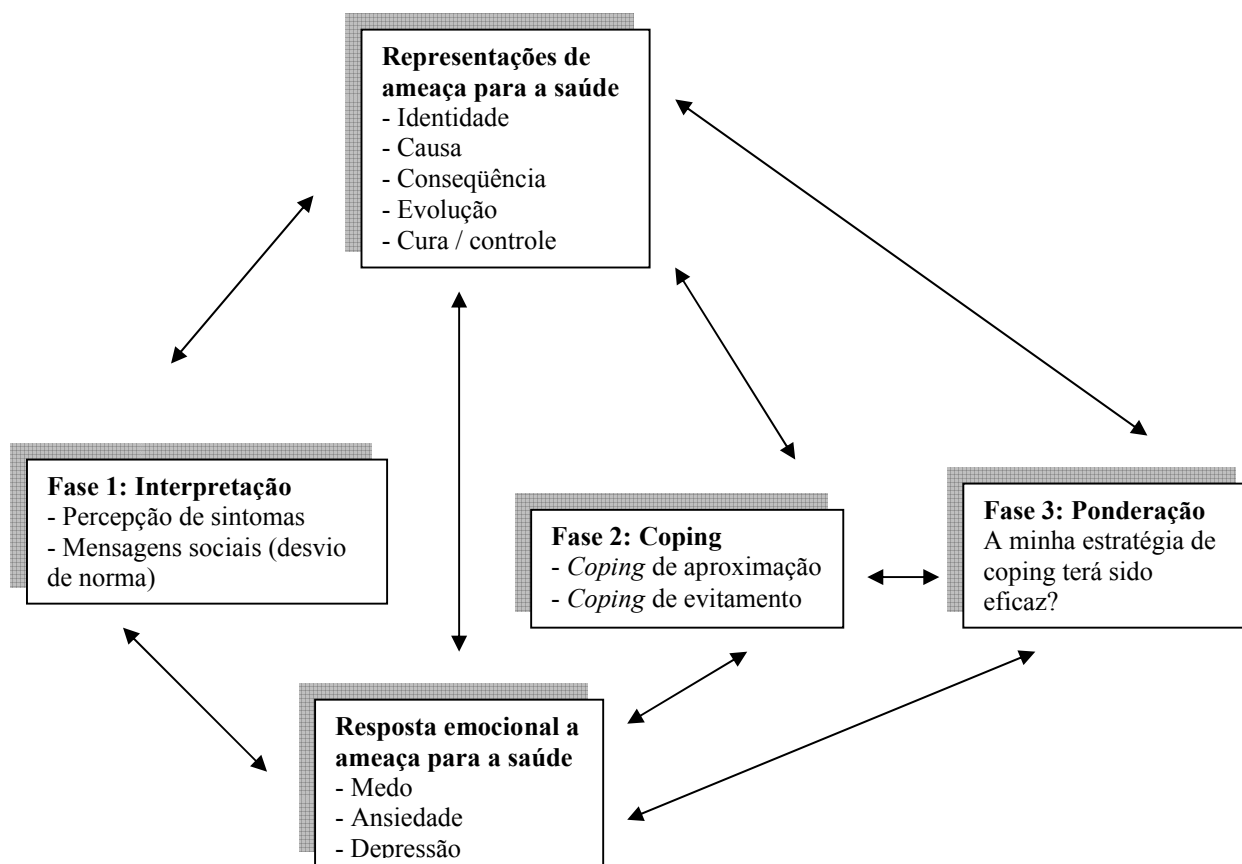 Representações de
ameaça para a saúde
- Identidade
- Causa
- Conseqüência
- Evolução
- Cura / controle
Fase 1: Interpretação
- Percepção de sintomas
- Mensagens sociais (desvio
de norma)
Fase 2: Coping
- Coping de aproximação
- Coping de evitamento
Fase 3: Ponderação
A minha estratégia de
coping terá sido
eficaz?
Resposta emocional a
ameaça para a saúde
- Medo
- Ansiedade
- Depressão